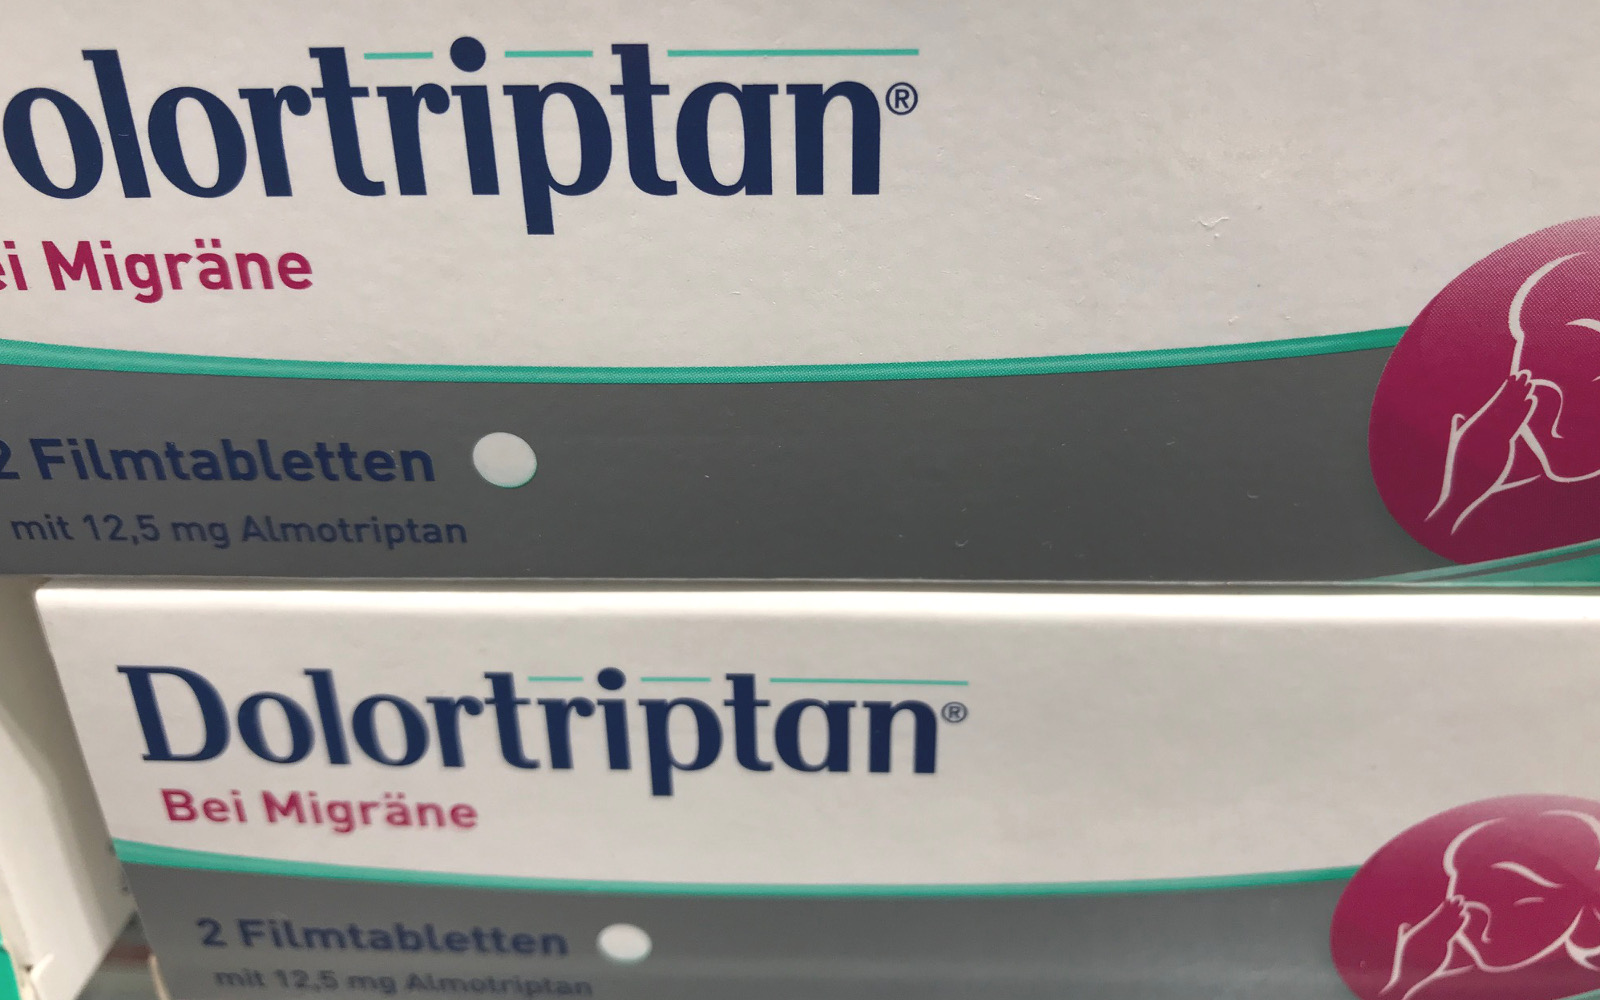 olortriptan®
ei Migräne
2 Filmtabletten
mit 12,5 mg Almotriptan
Dolortriptan®
Bei Migräne
2 Filmtabletten
mit 12,5 mg Almotriptan